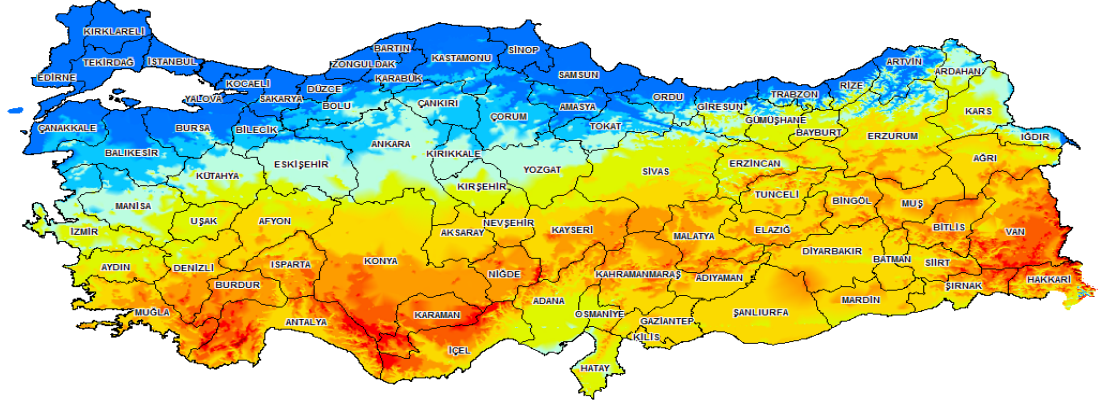 KIRKLARELİ
TEKİRDAĞ
İSTANBUL
EDİRNE
KOCAELİ
YALOVA
SAKARYA
DÜZCE
ZONGULDAK
BARTIN
KARABÜK
KASTAMONU
SİNOP
BOLU
ÇANKIRI
SAMSUN
AMASYA
ÇORUM
TOKAT
ORDU
GİRESUN
TRABZON
RİZE
ARTVİN
ARDAHAN
GÜMÜŞHANE
BAYBURT
ERZURUM
KARS
IĞDIR
ÇANAKKALE
BURSA
BİLECİK
BALIKESİR
KÜTAHYA
ESKİŞEHİR
ANKARA
KIRIKKALE
YOZGAT
KIRŞEHİR
SİVAS
ERZİNCAN
TUNCELİ
BİNGÖL
MUŞ
AĞRI
MANİSA
İZMİR
UŞAK
AFYON
AKSARAY
NEVŞEHİR
KAYSERİ
MALATYA
ELAZIĞ
DİYARBAKIR
BATMAN
BİTLİS
SİİRT
VAN
AYDIN
DENİZLİ
ISPARTA
BURDUR
KONYA
NİĞDE
KAHRAMANMARAŞ
ADIYAMAN
MARDİN
ŞIRNAK
HAKKARİ
MUĞLA
ANTALYA
KARAMAN
İÇEL
ADANA
OSMANİYE
GAZİANTEP
KİLİS
ŞANLIURFA
HATAY